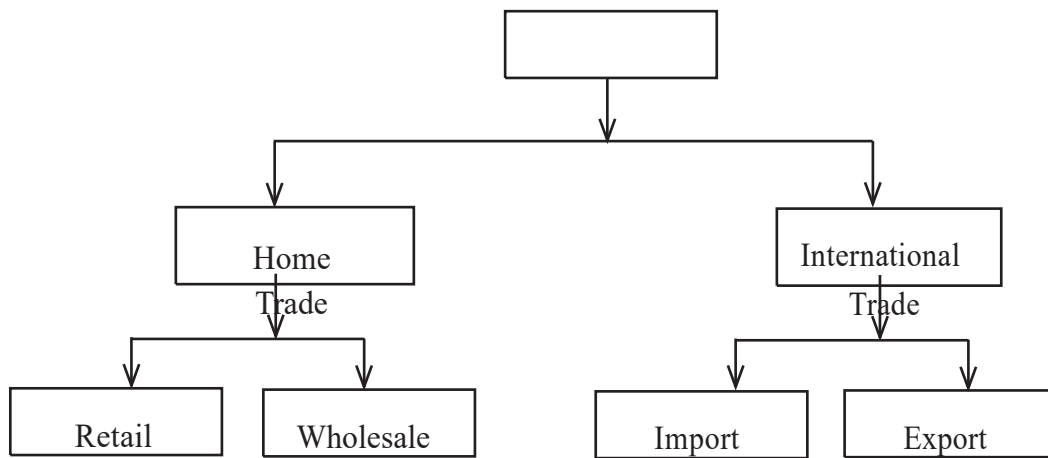 Home
Trade
International
Trade
Retail
Wholesale
Import
Export